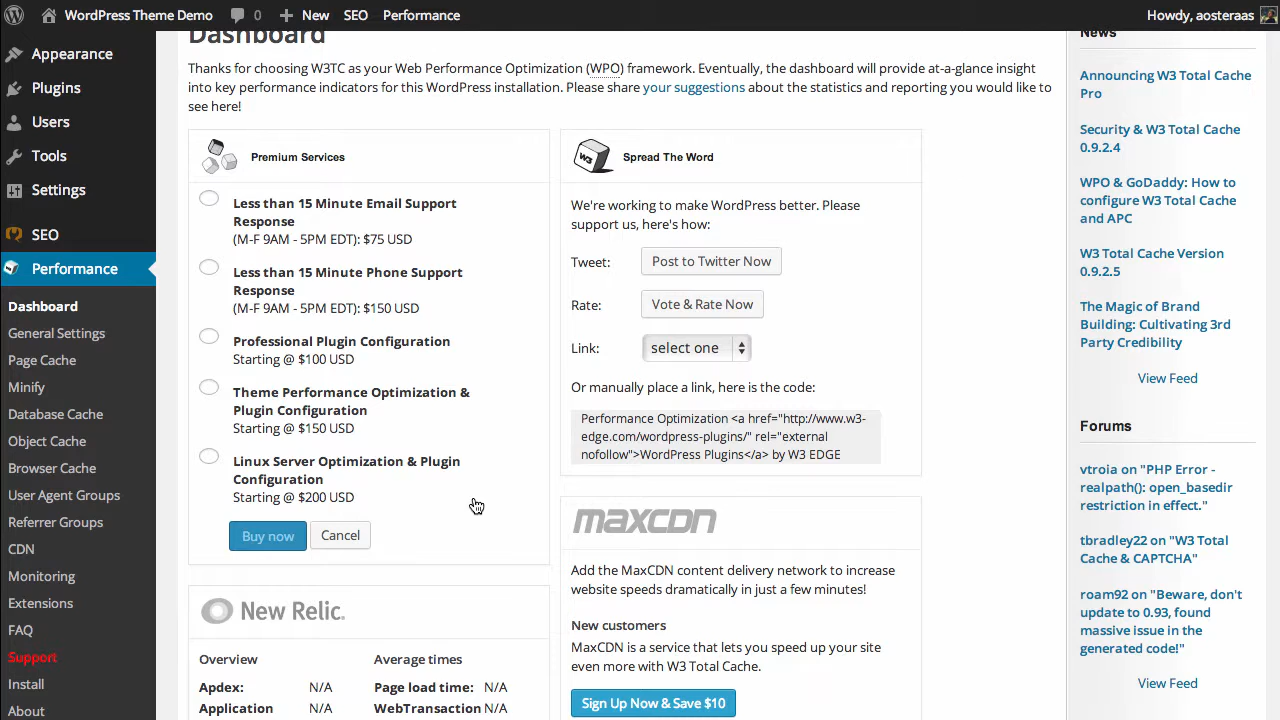 WordPress Theme Demo
0
New
SEO
Performance
Howdy, aosteraas
Appearance
Plugins
Users
Tools
Settings
SEO
Performance
Dashboard
General Settings
Page Cache
Minify
Database Cache
Object Cache
Browser Cache
User Agent Groups
Referrer Groups
CDN
Monitoring
Extensions
FAQ
Support
Install
About
Dashboard
Thanks for choosing W3TC as your Web Performance Optimization (WPO) framework. Eventually, the dashboard will provide at-a-glance insight
into key performance indicators for this WordPress installation. Please share your suggestions about the statistics and reporting you would like to
see here!
Premium Services
Less than 15 Minute Email Support
Response
(M-F 9AM - 5PM EDT): $75 USD
Less than 15 Minute Phone Support
Response
(M-F 9AM - 5PM EDT): $150 USD
Professional Plugin Configuration
Starting @ $100 USD
Theme Performance Optimization &
Plugin Configuration
Starting @ $150 USD
Linux Server Optimization & Plugin
Configuration
Starting @ $200 USD
Buy now
Cancel
New Relic.
Overview
Average times
Apdex: N/A
Page load time: N/A
Application N/A
WebTransaction N/A
W3
Spread The Word
We're working to make WordPress better. Please
support us, here's how:
Tweet: Post to Twitter Now
Rate: Vote & Rate Now
Link: select one
Or manually place a link, here is the code:
Performance Optimization <a href="http://www.w3-
edge.com/wordpress-plugins/" rel="external
nofollow">WordPress Plugins</a> by W3 EDGE
maxcdn
Add the MaxCDN content delivery network to increase
website speeds dramatically in just a few minutes!
New customers
MaxCDN is a service that lets you speed up your site
even more with W3 Total Cache.
Sign Up Now & Save $10
News
Announcing W3 Total Cache
Pro
Security & W3 Total Cache
0.9.2.4
WPO & GoDaddy: How to
configure W3 Total Cache
and APC
W3 Total Cache Version
0.9.2.5
The Magic of Brand
Building: Cultivating 3rd
Party Credibility
View Feed
Forums
vtroia on "PHP Error -
realpath(): open_basedir
restriction in effect."
tbradley22 on "W3 Total
Cache & CAPTCHA"
roam92 on "Beware, don't
update to 0.93, found
massive issue in the
generated code!"
View Feed